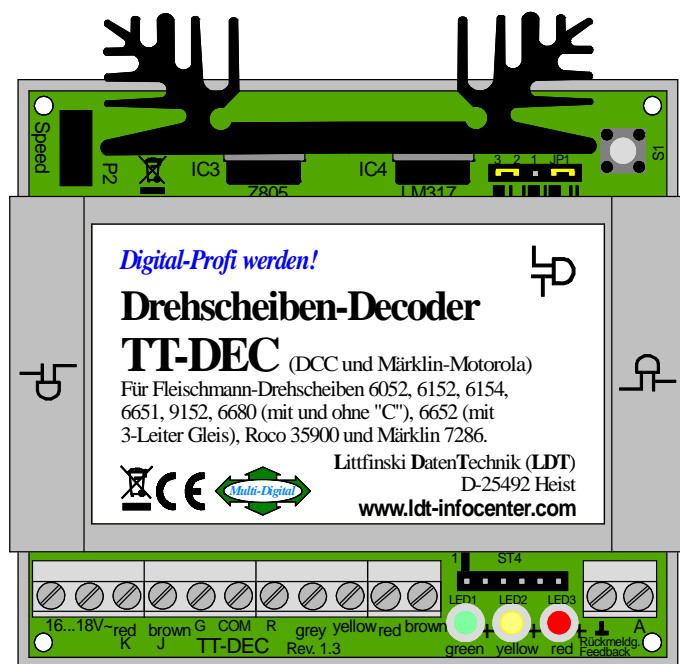 Speed
P2
IC3
Z805
IC4
LM317
3 2 1 JP1
S1
Digital-Profi werden!
Drehscheiben-Decoder
TT-DEC (DCC und Märklin-Motorola)
Für Fleischmann-Drehscheiben 6052, 6152, 6154,
6651, 9152, 6680 (mit und ohne "C"), 6652 (mit
3-Leiter Gleis), Roco 35900 und Märklin 7286.
Littfinski DatenTechnik (LDT)
D-25492 Heist
www.ldt-infocenter.com
CE
Multi-Digital
1 ST4
LED1 LED2 LED3
16...18V~ red brown G COM R grey yellow red brown
K J TT-DEC Rev. 1.3
green yellow red
Rückmeldg.
Feedback
A